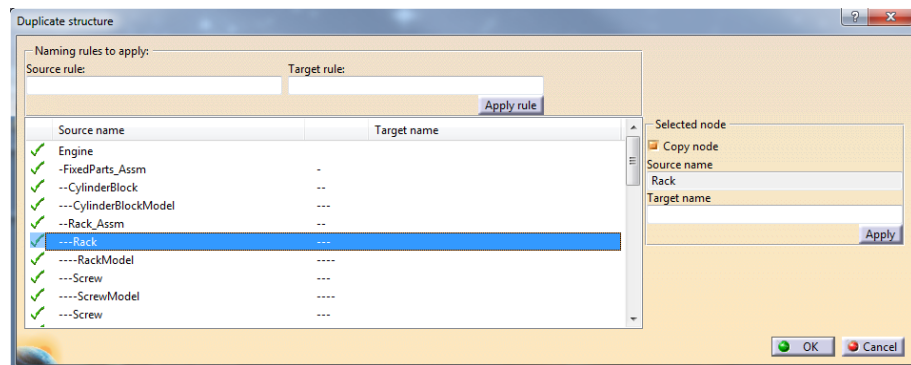 Duplicate structure
?
Naming rules to apply:
Source rule:
Target rule:
Apply rule
Source name Target name
Engine
-FixedParts_Assm -
--CylinderBlock --
---CylinderBlockModel ---
--Rack_Assm --
---Rack ---
----RackModel ----
---Screw ---
----ScrewModel ----
---Screw ---
Selected node
Copy node
Source name
Rack
Target name
Apply
OK Cancel